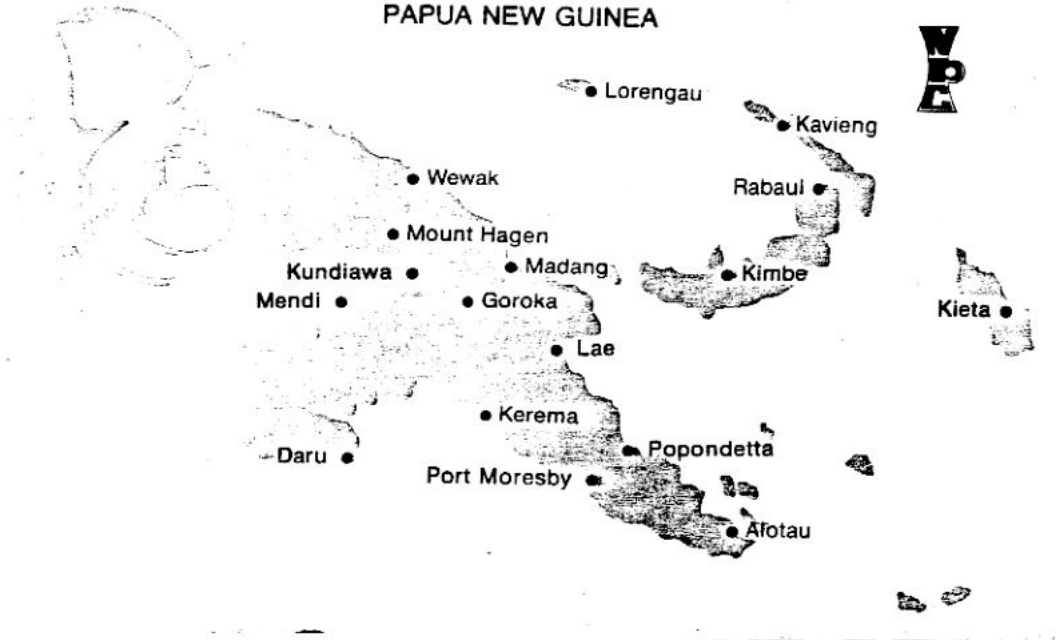 PAPUA NEW GUINEA
NBC
Lorengau
Kavieng
Wewak
Rabaul
Mount Hagen
Madang
Kundiawa
Kimbe
Mendi
Goroka
Kieta
Lae
Kerema
Popondetta
Daru
Port Moresby
Alotau